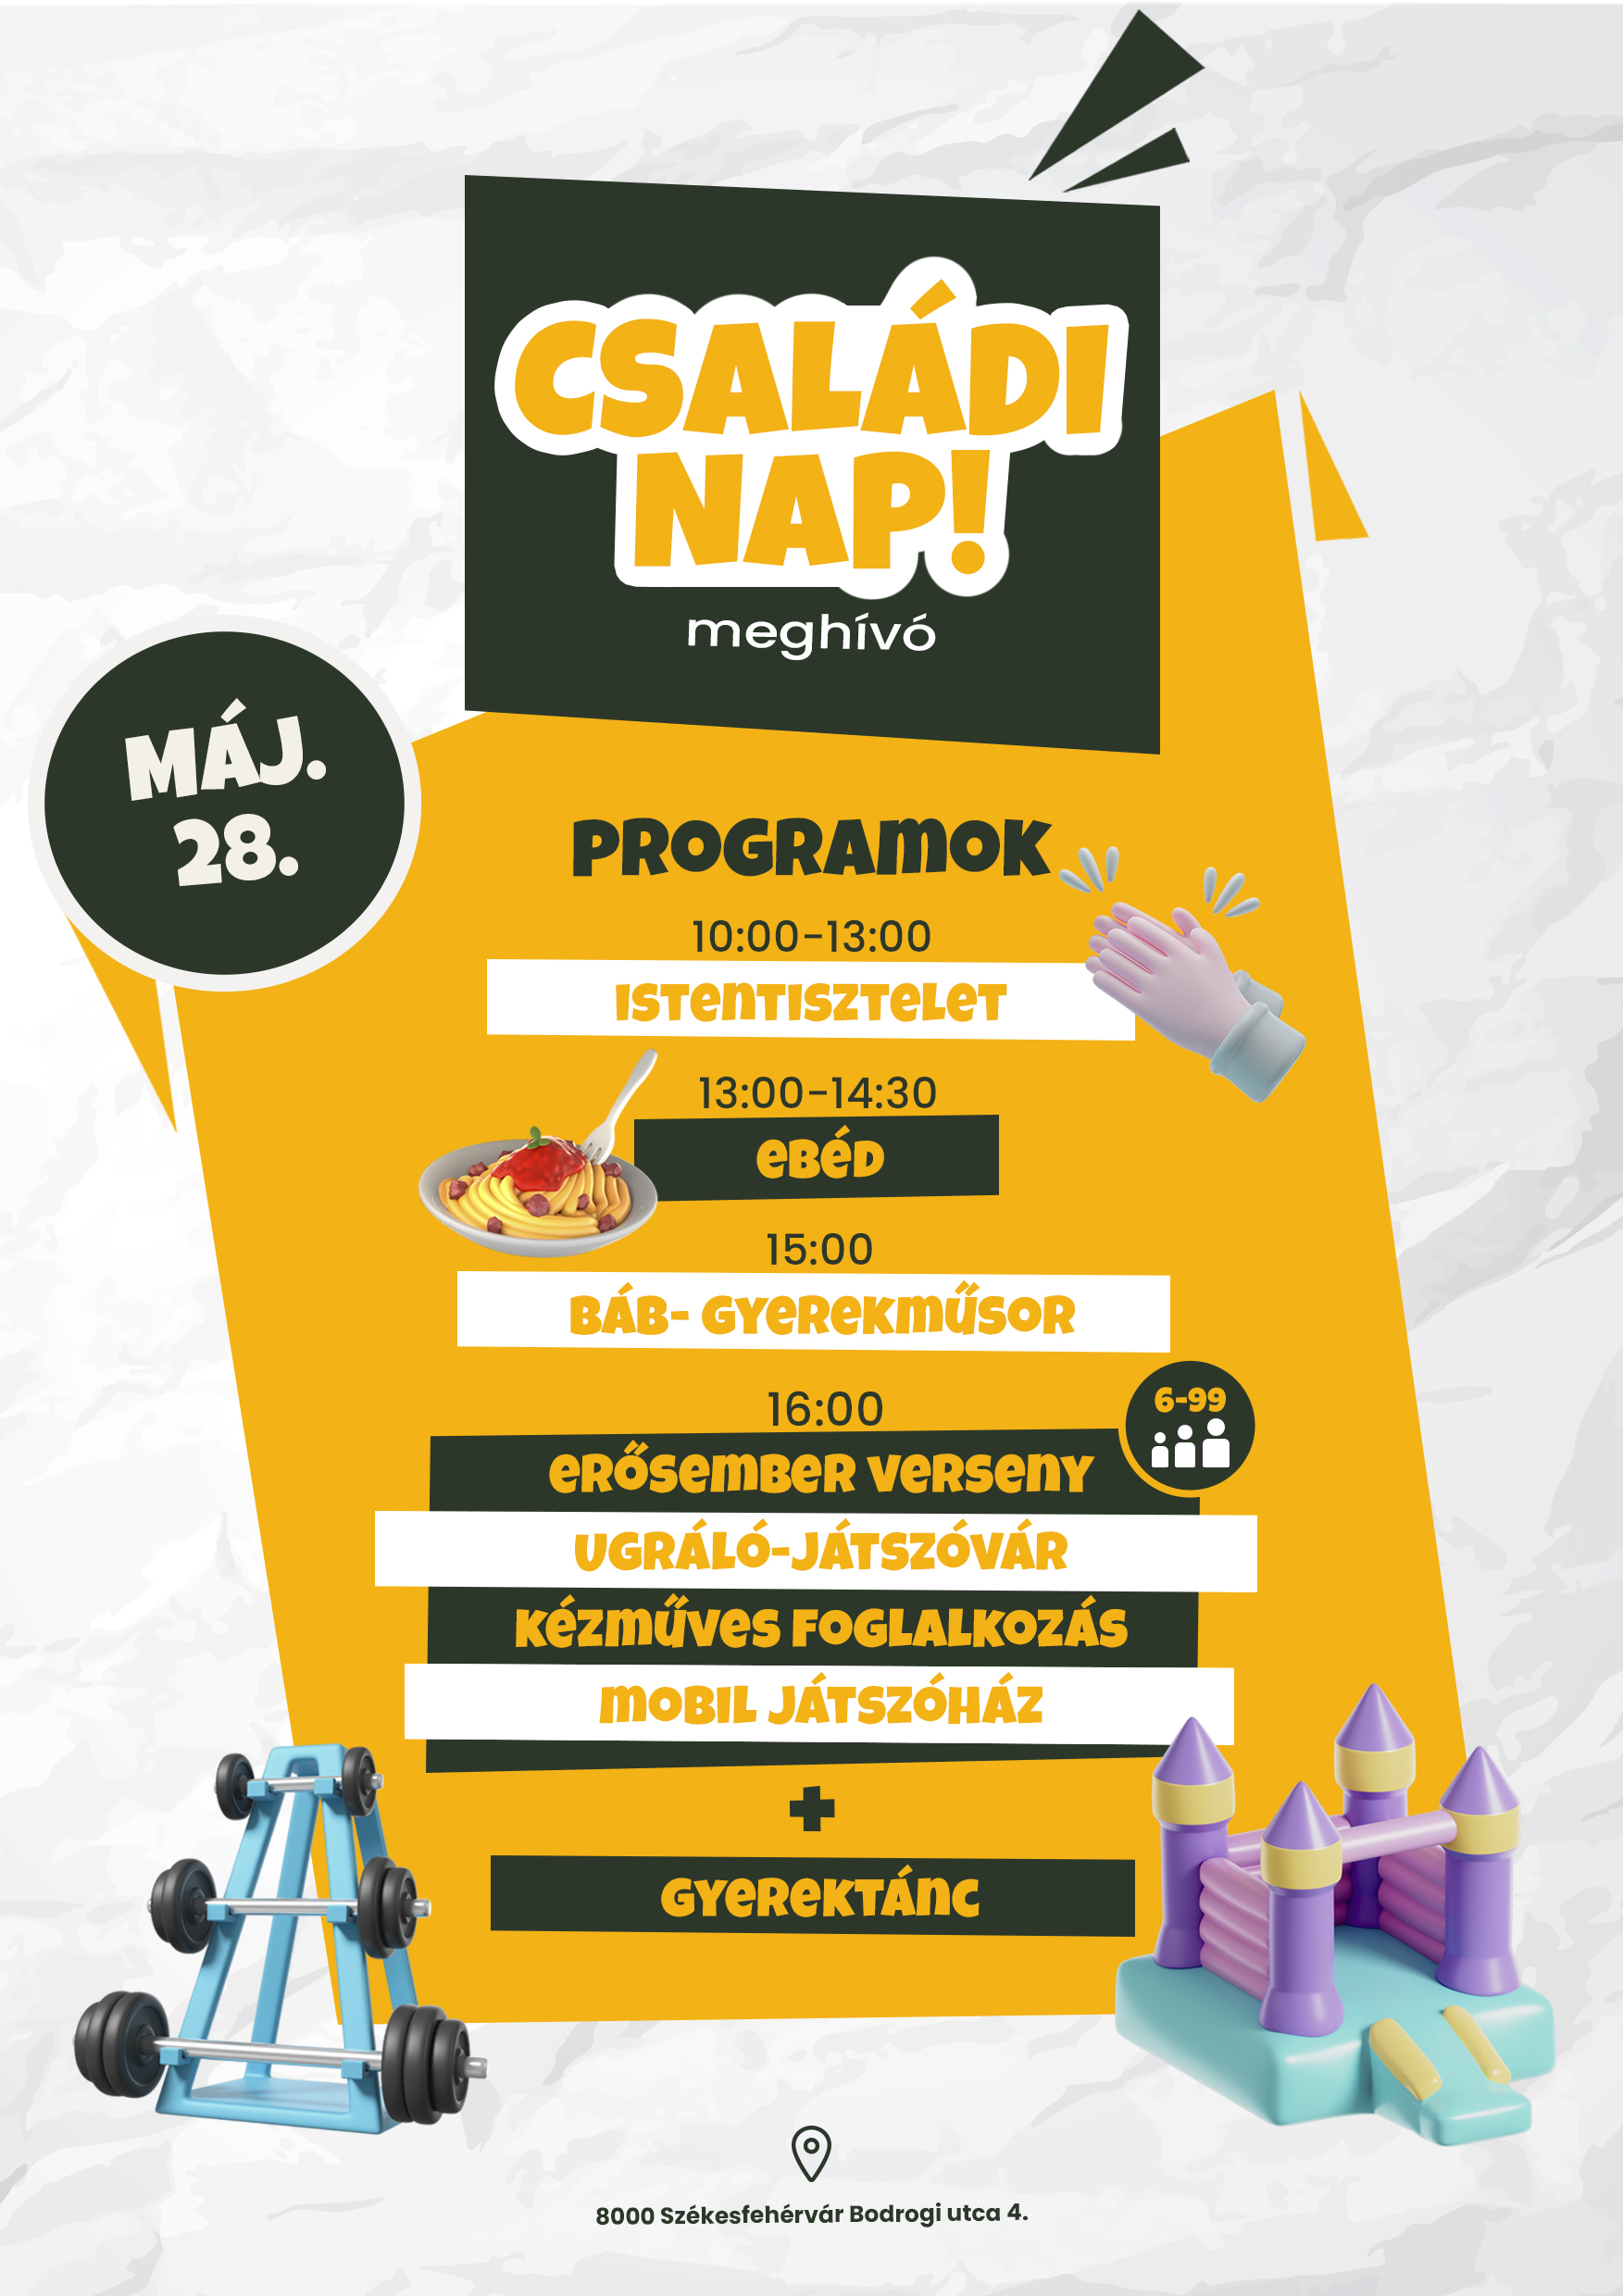 CSALÁDI
NAP!
meghívó
MÁJ.
28.
PROGRAMOK
10:00-13:00
ISTENTISZTELET
13:00-14:30
EBÉD
15:00
BÁB- GYEREKMŰSOR
16:00
6-99
ERŐSEMBER VERSENY
UGRÁLÓ-JÁTSZÓVÁR
KÉZMŰVES FOGLALKOZÁS
MOBIL JÁTSZÓHÁZ
+
GYEREKTÁNC
8000 Székesfehérvár Bodrogi utca 4.